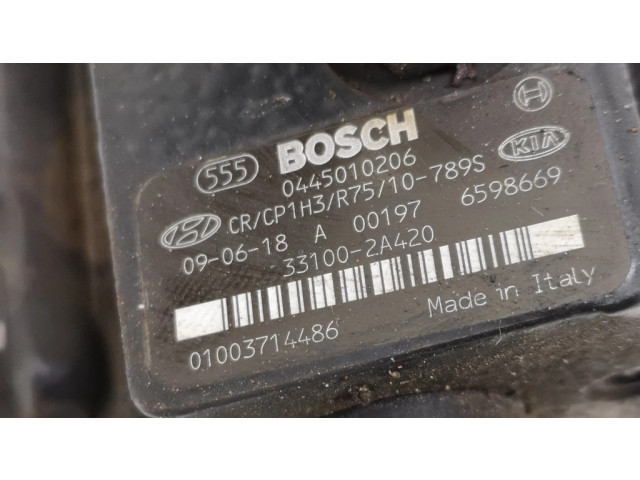 555 BOSCH
0445010206
CR/CP1H3/R75/10-789S KIA
09-06-18 A 00197 6598669
33100-2A420
01003714486 Made in Italy